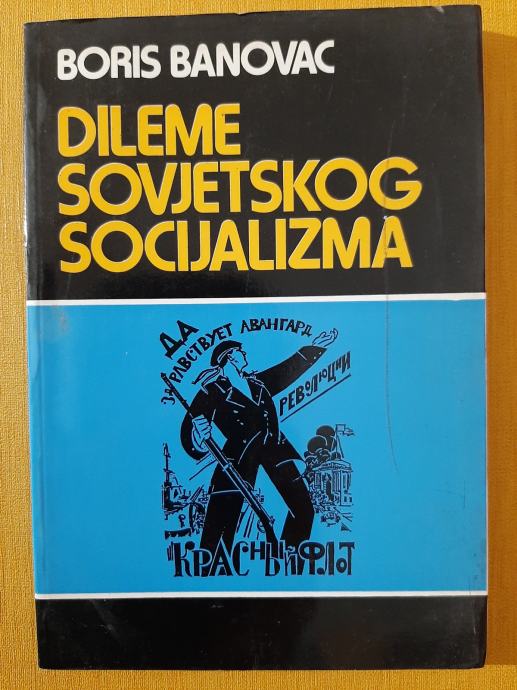 BORIS BANOVAC
DILEME
SOVJETSKOG
SOCIJALIZMA
ДА
ЗДРАВСТВУЕТ АВАНГАРД
РЕВОЛЮЦИИ
КРАСНЫЙ ФЛОТ